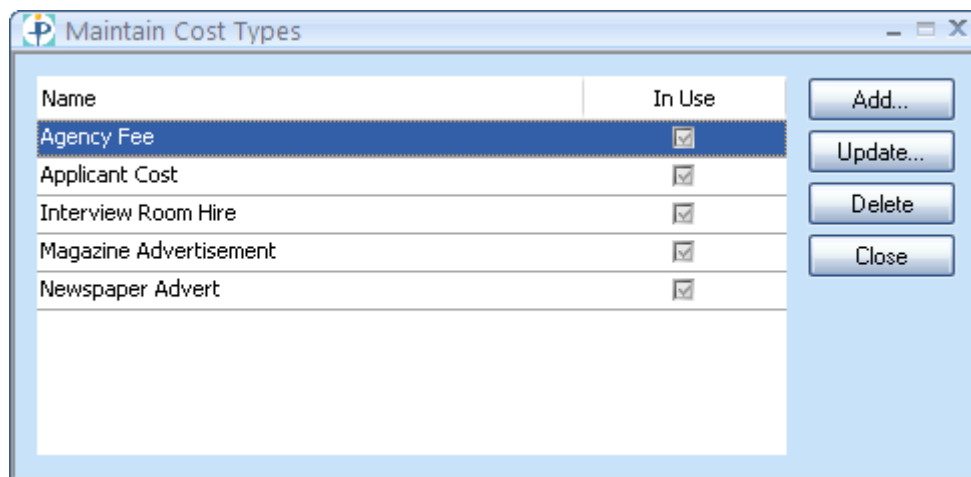 Maintain Cost Types
Name In Use
Agency Fee
Applicant Cost
Interview Room Hire
Magazine Advertisement
Newspaper Advert
Add...
Update...
Delete
Close